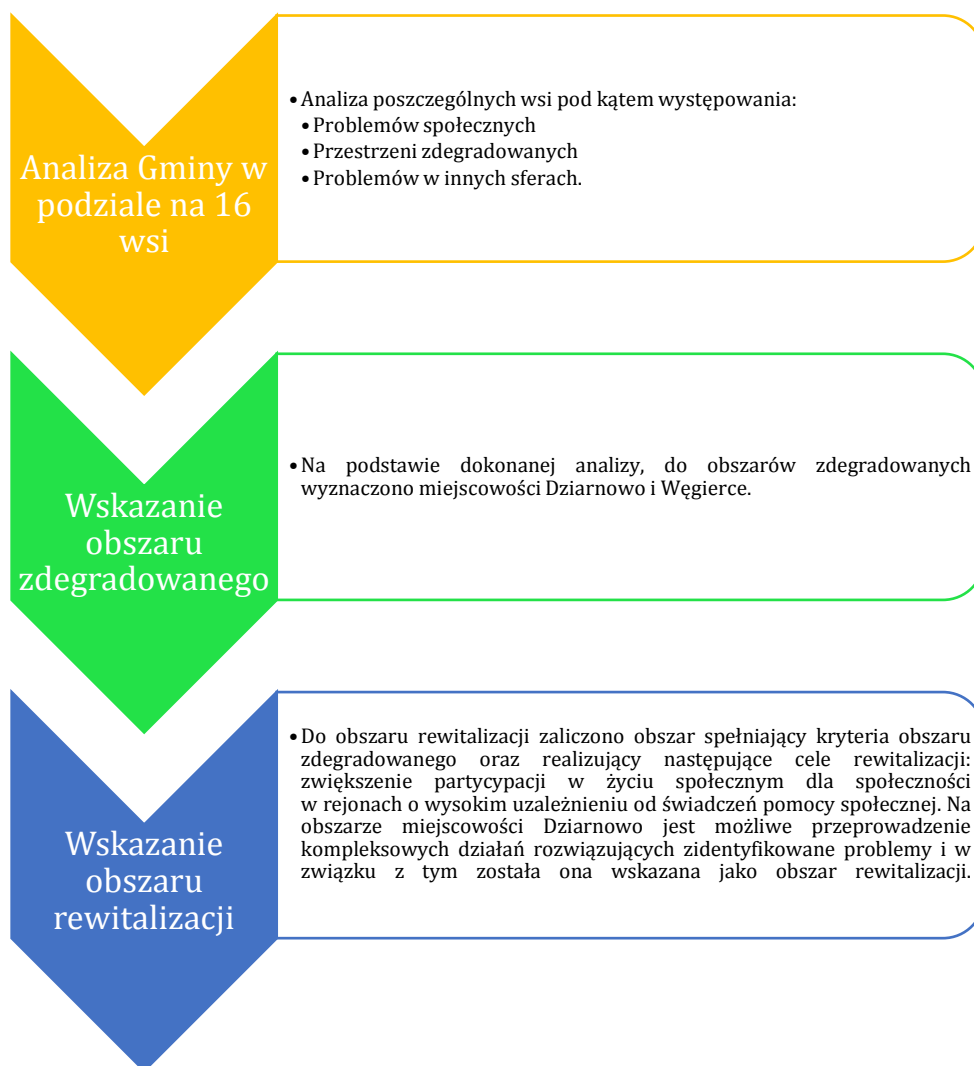 Analiza Gminy w
podziale na 16
wsi
•Analiza poszczególnych wsi pod kątem występowania:
•Problemów społecznych
•Przestrzeni zdegradowanych
•Problemów w innych sferach.
Wskazanie
obszaru
zdegradowanego
•Na podstawie dokonanej analizy, do obszarów zdegradowanych
wyznaczono miejscowości Dziarnowo i Węgierce.
Wskazanie
obszaru
rewitalizacji
•Do obszaru rewitalizacji zaliczono obszar spełniający kryteria obszaru
zdegradowanego oraz realizujący następujące cele rewitalizacji:
zwiększenie partycypacji w życiu społecznym dla społeczności
w rejonach o wysokim uzależnieniu od świadczeń pomocy społecznej. Na
obszarze miejscowości Dziarnowo jest możliwe przeprowadzenie
kompleksowych działań rozwiązujących zidentyfikowane problemy i w
związku z tym została ona wskazana jako obszar rewitalizacji.